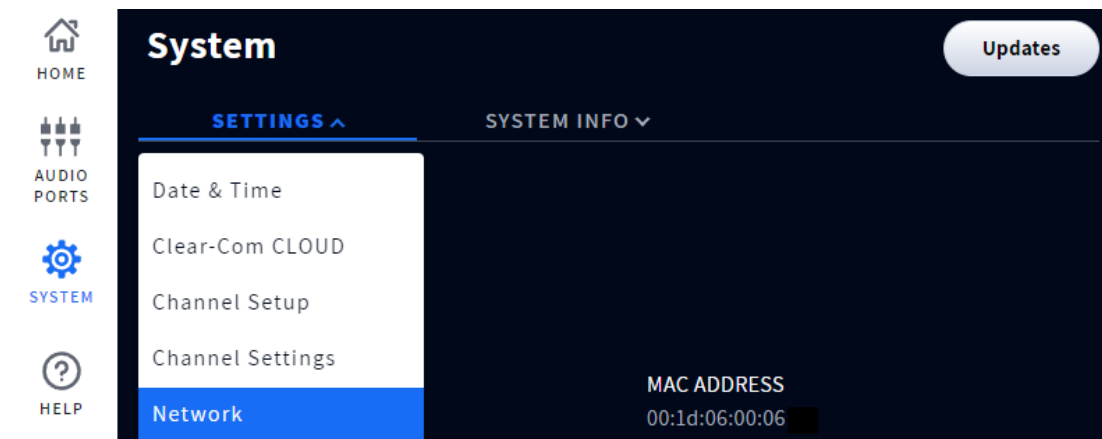 HOME
AUDIO
PORTS
SYSTEM
HELP
System
Updates
SETTINGS
SYSTEM INFO
Date & Time
Clear-Com CLOUD
Channel Setup
Channel Settings
Network
MAC ADDRESS
00:1d:06:00:06